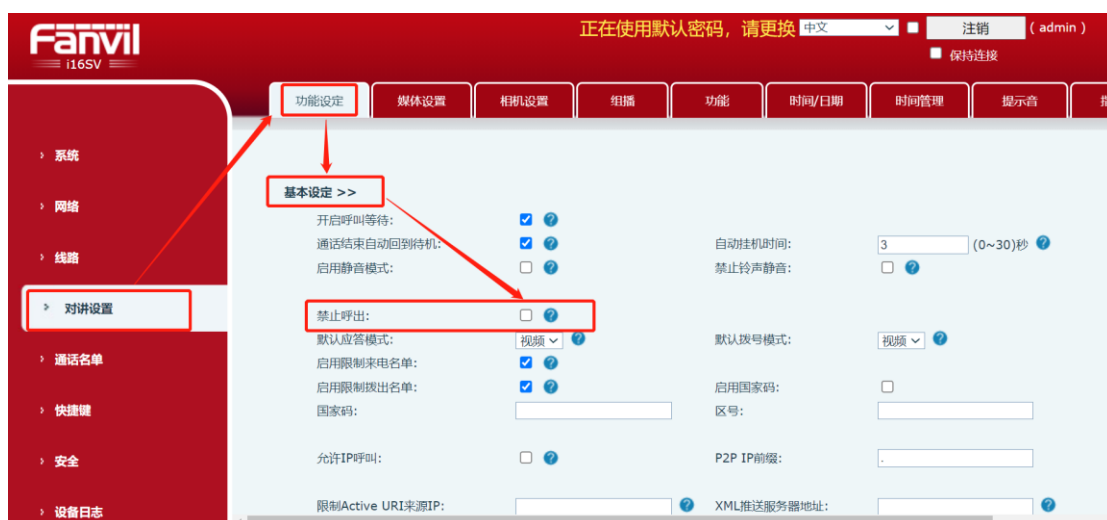 Fanvil
i16SV
正在使用默认密码，请更换 中文 注销 ( admin )
保持连接
功能设定 媒体设置 相机设置 组播 功能 时间/日期 时间管理 提示音
› 系统
› 网络
› 线路
› 对讲设置
› 通话名单
› 快捷键
› 安全
› 设备日志
基本设定 >>
开启呼叫等待:
通话结束自动回到待机: 自动挂机时间: 3 (0~30)秒
启用静音模式: 禁止铃声静音:
禁止呼出:
默认应答模式: 视频 默认拨号模式: 视频
启用限制来电名单:
启用限制拨出名单: 启用国家码:
国家码: 区号:
允许IP呼叫: P2P IP前缀: .
限制Active URI来源IP: XML推送服务器地址: